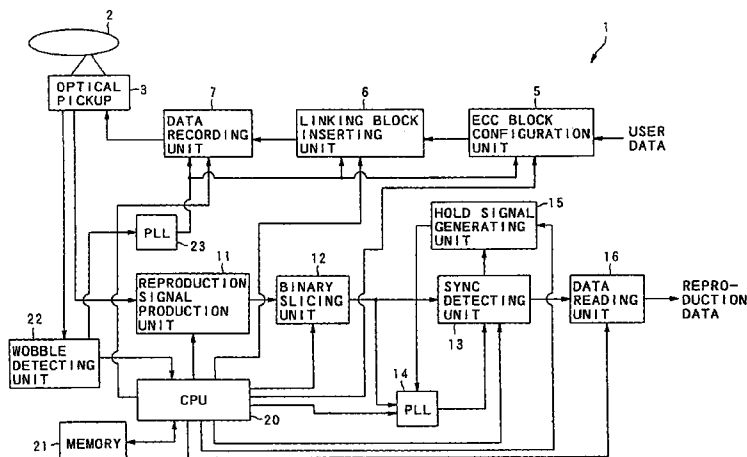 2
1
OPTICAL
PICKUP
3
7
DATA
RECORDING
UNIT
6
LINKING BLOCK
INSERTING
UNIT
5
ECC BLOCK
CONFIGURATION
UNIT
USER
DATA
PLL
23
11
REPRODUCTION
SIGNAL
PRODUCTION
UNIT
12
BINARY
SLICING
UNIT
HOLD SIGNAL
GENERATING
UNIT
15
SYNC
DETECTING
UNIT
13
16
DATA
READING
UNIT
REPRO-
DUCTION
DATA
22
WOBBLE
DETECTING
UNIT
14
PLL
CPU
20
21
MEMORY